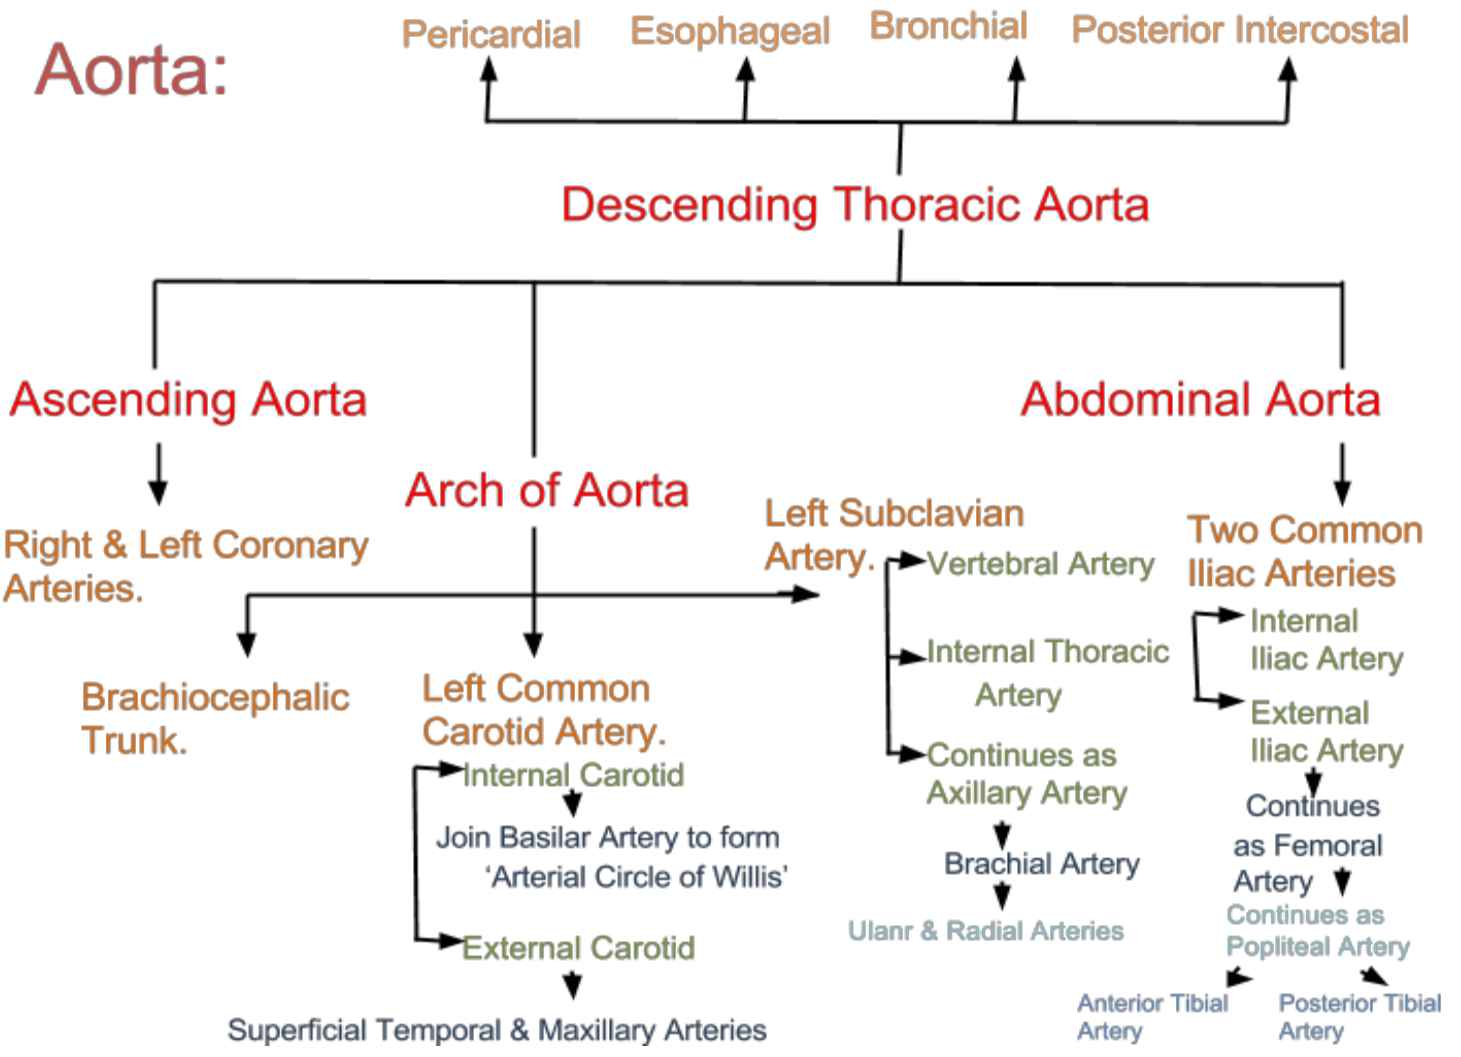 Aorta:
Pericardial
Esophageal
Bronchial
Posterior Intercostal
Descending Thoracic Aorta
Ascending Aorta
Right & Left Coronary
Arteries.
Arch of Aorta
Brachiocephalic
Trunk.
Left Common
Carotid Artery.
Internal Carotid
Join Basilar Artery to form
‘Arterial Circle of Willis’
External Carotid
Superficial Temporal & Maxillary Arteries
Left Subclavian
Artery.
Vertebral Artery
Internal Thoracic
Artery
Continues as
Axillary Artery
Brachial Artery
Ulanr & Radial Arteries
Abdominal Aorta
Two Common
Iliac Arteries
Internal
Iliac Artery
External
Iliac Artery
Continues
as Femoral
Artery
Continues as
Popliteal Artery
Anterior Tibial
Artery
Posterior Tibial
Artery